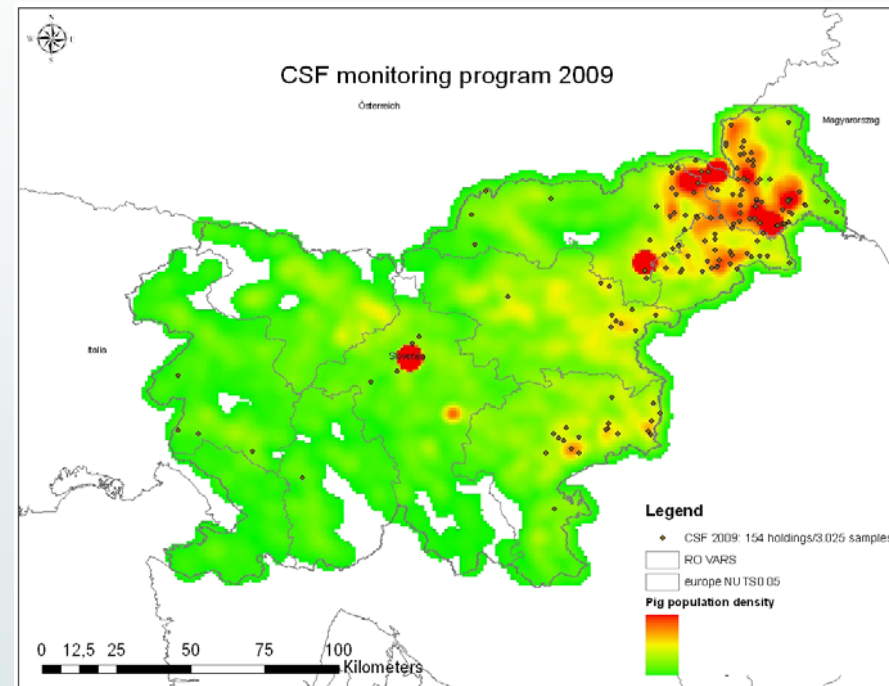 N
W
S
CSF monitoring program 2009
Österreich
Magyarország
Italia
Slovenija
Legend
CSF 2009: 154 holdings/3.025 samples
RO VARS
europe NUTS0 05
Pig population density
0 12,5 25 50 75 100
Kilometers